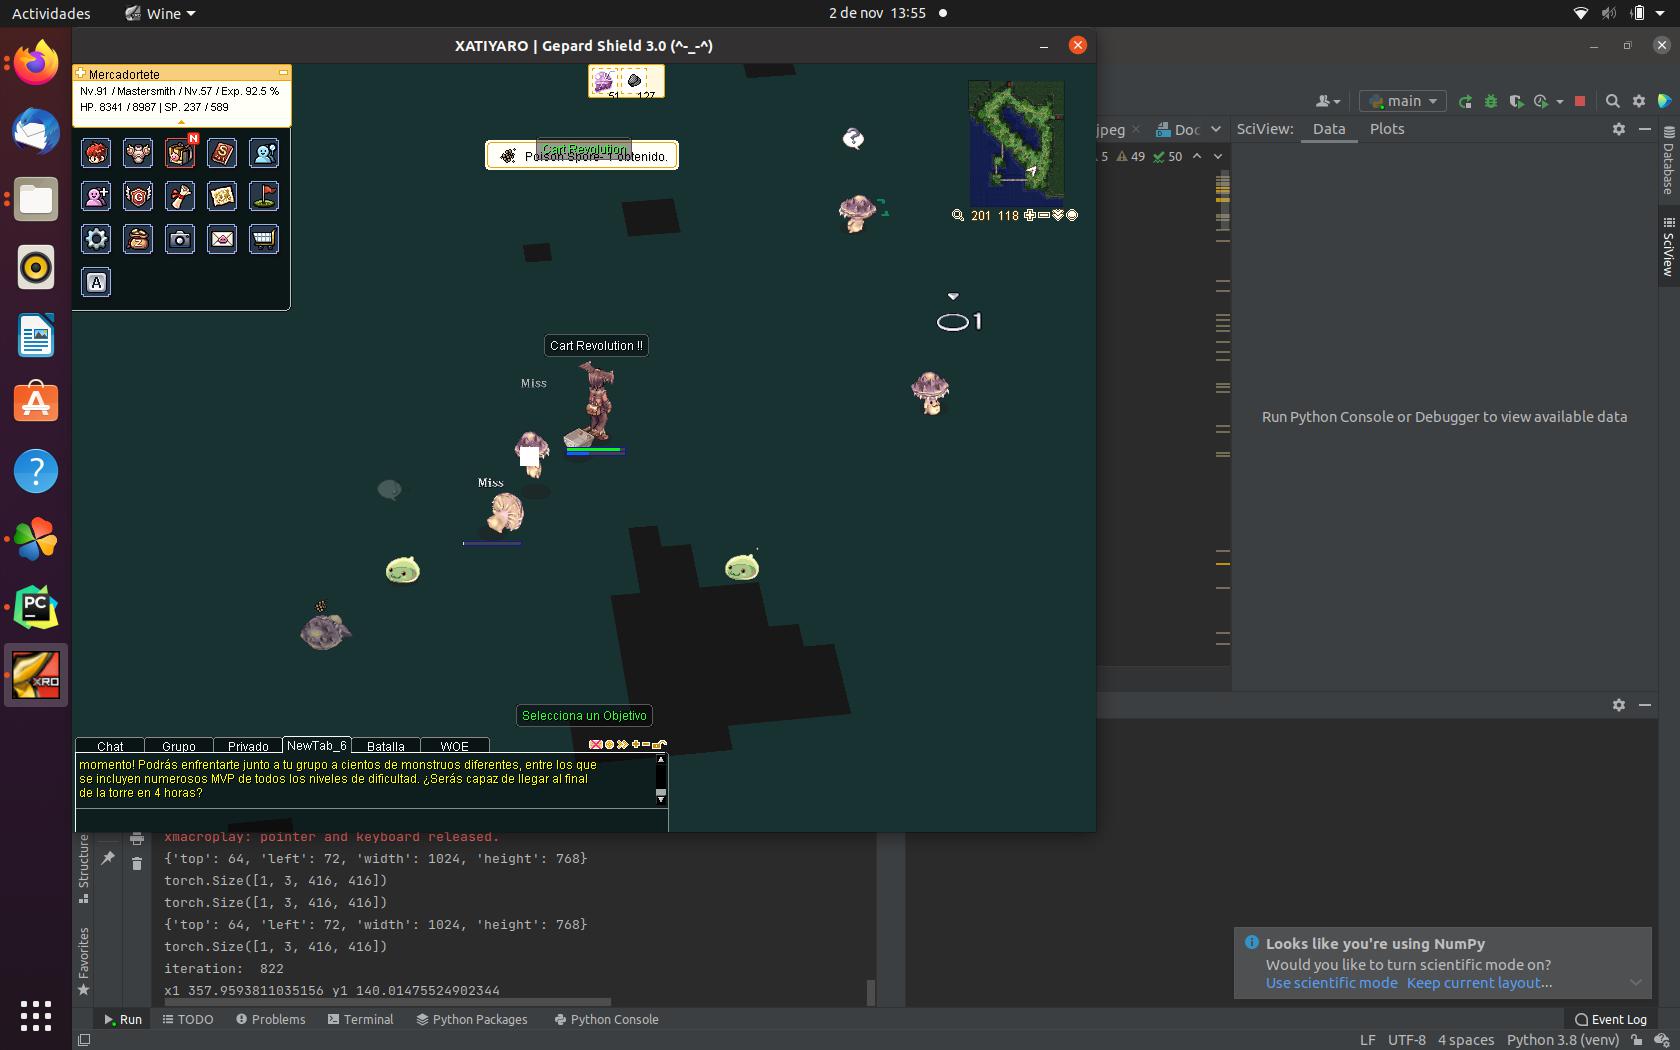 Actividades
Wine
2 de nov 13:55
XATIYARO | Gepard Shield 3.0 (^-_-^)
Mercadortete
Nv.91 / Mastersmith / Nv.57 / Exp. 92.5 %
HP. 8341 / 8987 | SP. 237 / 589
N
A
51 127
Cart Revolution
Poison Spore- 1 obtenido.
201 118
1
Cart Revolution !!
Miss
Miss
Selecciona un Objetivo
Chat Grupo Privado NewTab_6 Batalla WOE
momento! Podrás enfrentarte junto a tu grupo a cientos de monstruos diferentes, entre los que
se incluyen numerosos MVP de todos los niveles de dificultad. ¿Serás capaz de llegar al final
de la torre en 4 horas?
main
jpeg
Doc
SciView: Data Plots
5 49 50
Run Python Console or Debugger to view available data
Database
SciView
PC
XRO
Structure
Favorites
xmacroplay: pointer and keyboard released.
{'top': 64, 'left': 72, 'width': 1024, 'height': 768}
torch.Size([1, 3, 416, 416])
torch.Size([1, 3, 416, 416])
{'top': 64, 'left': 72, 'width': 1024, 'height': 768}
torch.Size([1, 3, 416, 416])
iteration:  822
x1 357.9593811035156 y1 140.01475524902344
Looks like you're using NumPy
Would you like to turn scientific mode on?
Use scientific mode Keep current layout...
Run TODO Problems Terminal Python Packages Python Console
Event Log
LF UTF-8 4 spaces Python 3.8 (venv)